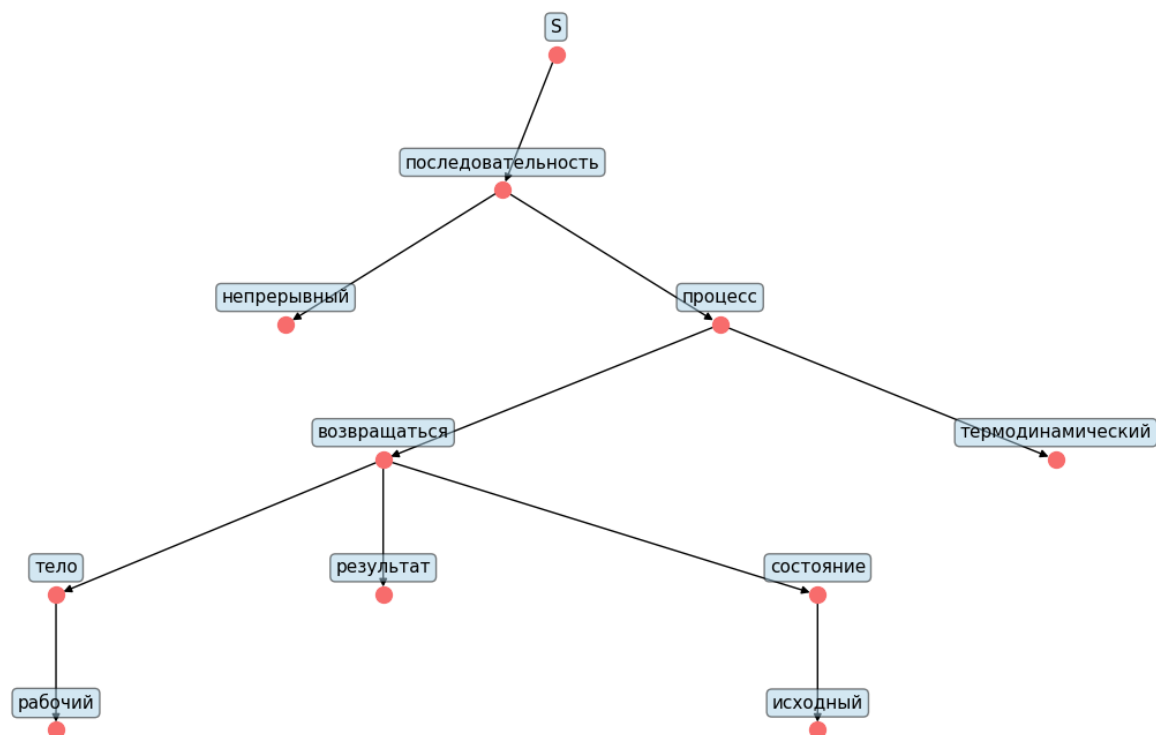 S
последовательность
непрерывный
процесс
возвращаться
термодинамический
тело
результат
состояние
рабочий
исходный